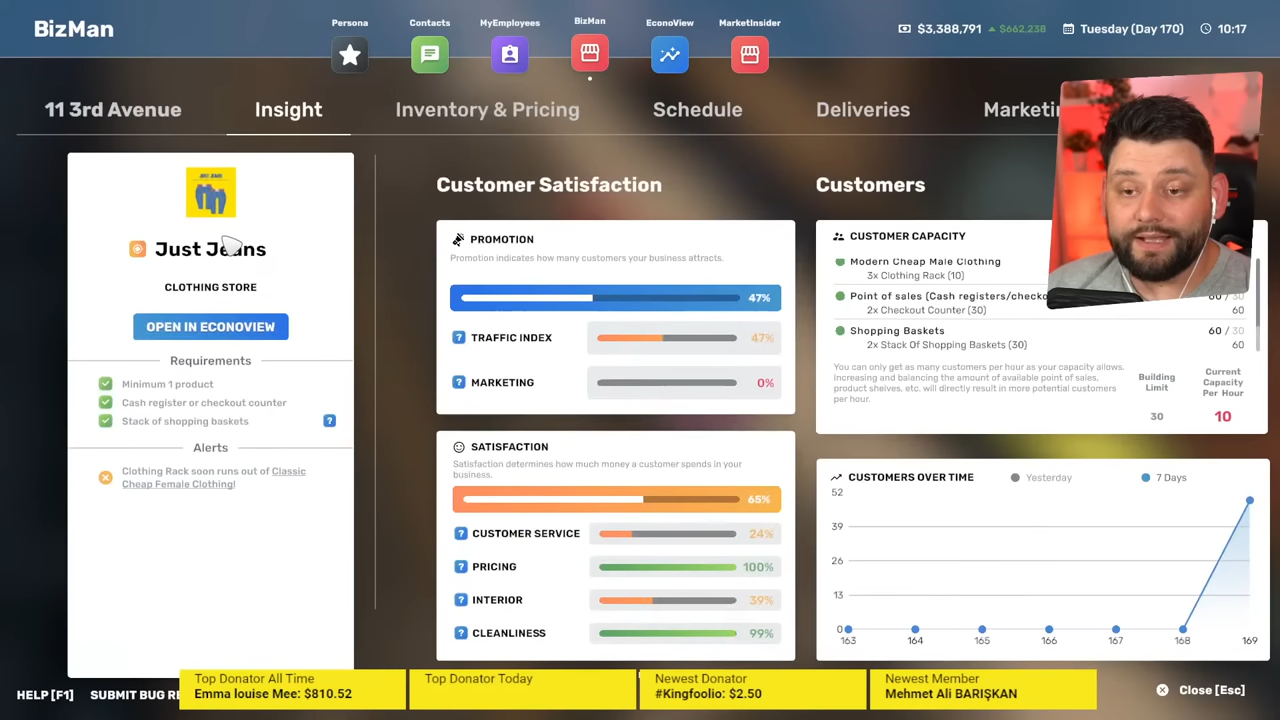 BizMan
Persona
Contacts
MyEmployees
BizMan
EconoView
MarketInsider
$3,388,791 ▲ $662,238
Tuesday (Day 170)
10:17
11 3rd Avenue
Insight
Inventory & Pricing
Schedule
Deliveries
JUST JEANS
Just Jeans
CLOTHING STORE
OPEN IN ECONOVIEW
Requirements
Minimum 1 product
Cash register or checkout counter
Stack of shopping baskets
?
Alerts
Clothing Rack soon runs out of Classic
Cheap Female Clothing!
Customer Satisfaction
PROMOTION
Promotion indicates how many customers your business attracts.
47%
? TRAFFIC INDEX 47%
? MARKETING 0%
SATISFACTION
Satisfaction determines how much money a customer spends in your
business.
65%
? CUSTOMER SERVICE 24%
? PRICING 100%
? INTERIOR 39%
? CLEANLINESS 99%
Customers
CUSTOMER CAPACITY
Modern Cheap Male Clothing
3x Clothing Rack (10)
Point of sales (Cash registers/checko 60 / 30
2x Checkout Counter (30) 60
Shopping Baskets 60 / 30
2x Stack Of Shopping Baskets (30) 60
You can only get as many customers per hour as your capacity allows.
Increasing and balancing the amount of available point of sales,
product shelves, etc. will directly result in more potential customers
per hour.
Building
Limit
30
Current
Capacity
Per Hour
10
CUSTOMERS OVER TIME
Yesterday
7 Days
52
39
26
13
0
163 164 165 166 167 168 169
HELP [F1]
SUBMIT BUG RE
Top Donator All Time
Emma louise Mee: $810.52
Top Donator Today
Newest Donator
#Kingfoolio: $2.50
Newest Member
Mehmet Ali BARIŞKAN
Close [Esc]